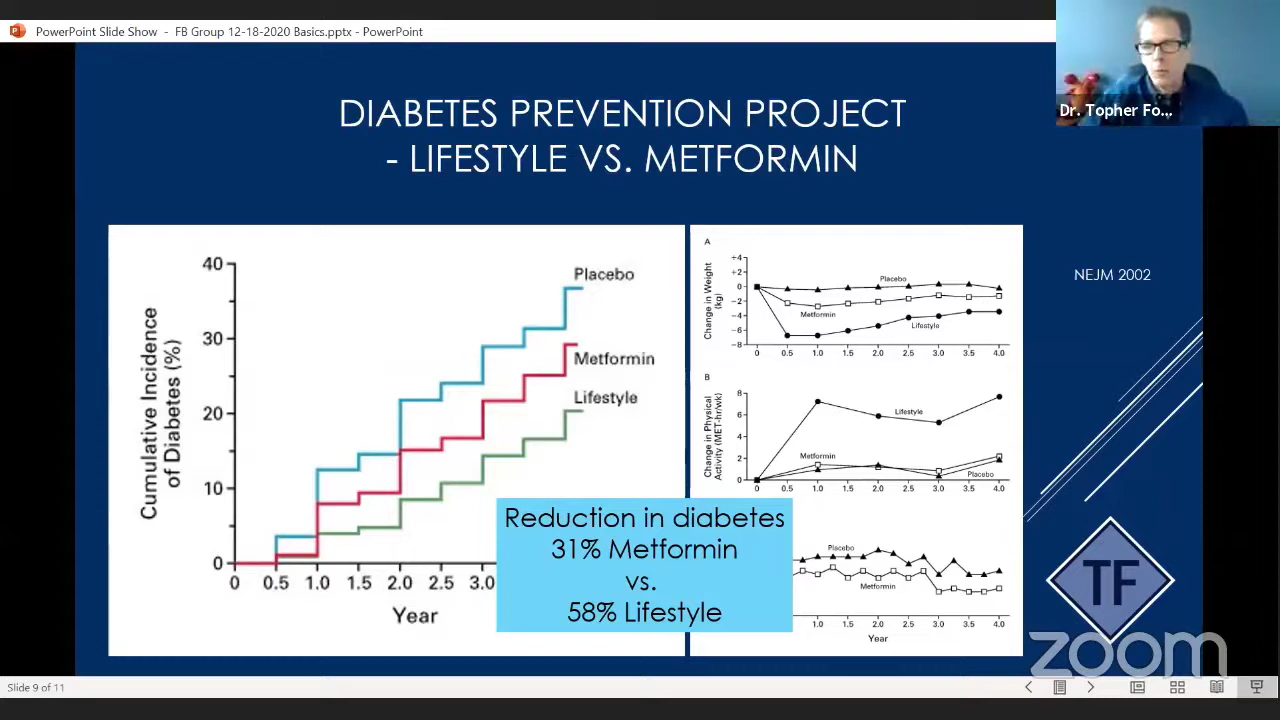 PowerPoint Slide Show - FB Group 12-18-2020 Basics.pptx - PowerPoint
Dr. Topher Fo...
DIABETES PREVENTION PROJECT
- LIFESTYLE VS. METFORMIN
NEJM 2002
Cumulative Incidence
of Diabetes (%)
40
30
20
10
0
Placebo
Metformin
Lifestyle
0 0.5 1.0 1.5 2.0 2.5 3.0
Year
A
Change in Weight
(kg)
+4
+2
0
−2
−4
−6
−8
Placebo
Metformin
Lifestyle
0 0.5 1.0 1.5 2.0 2.5 3.0 3.5 4.0
B
Change in Physical
Activity (MET-hr/wk)
8
6
4
2
0
Lifestyle
Metformin
Placebo
0 0.5 1.0 1.5 2.0 2.5 3.0 3.5 4.0
Placebo
Metformin
1.0 1.5 2.0 2.5 3.0 3.5 4.0
Year
Reduction in diabetes
31% Metformin
vs.
58% Lifestyle
TF
zoom
Slide 9 of 11